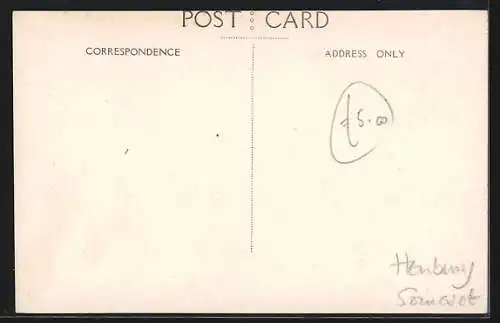 POST CARD
CORRESPONDENCE
ADDRESS ONLY
£5.00
Henbury
Somerset